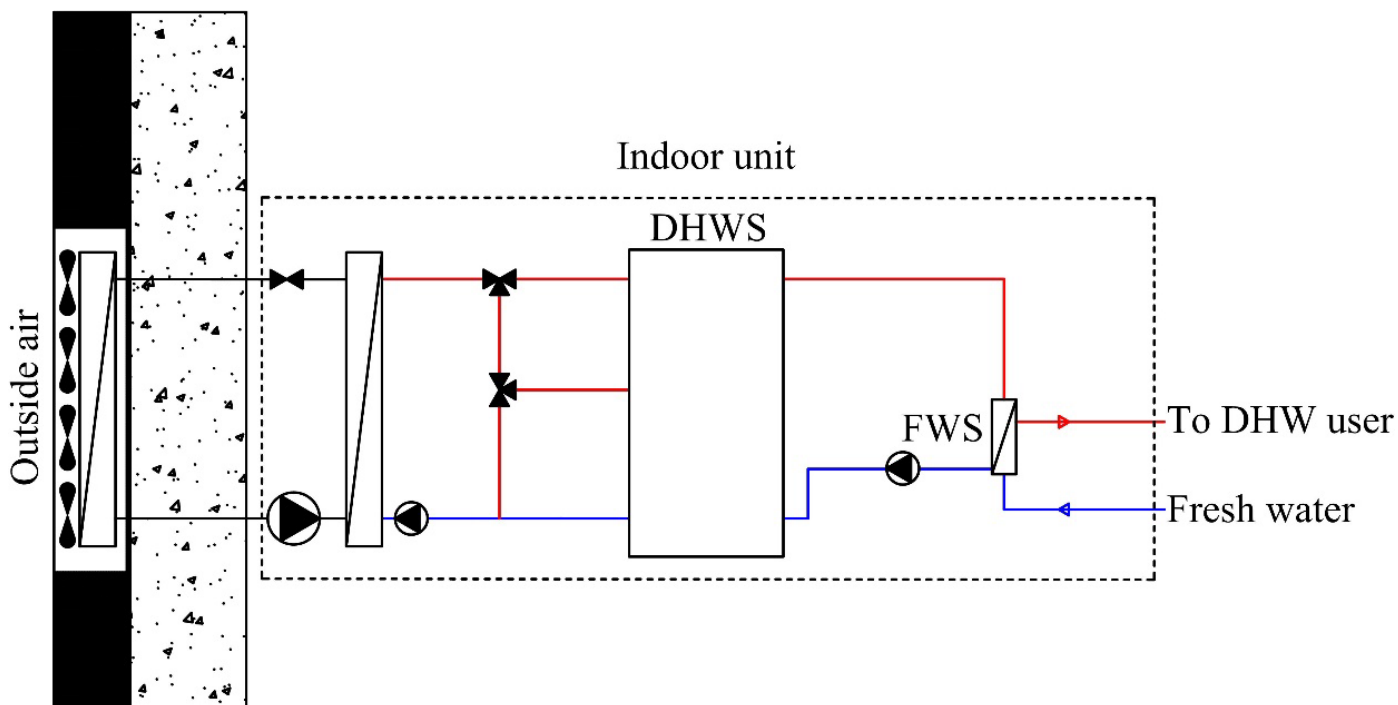 Indoor unit
DHWS
Outside air
FWS
To DHW user
Fresh water